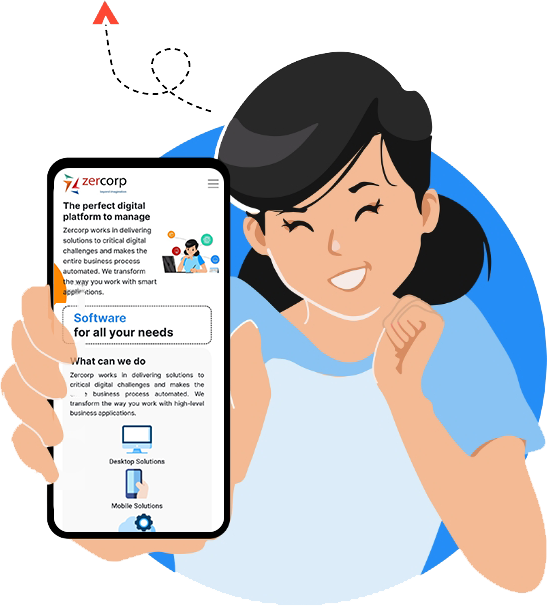 zercorp
beyond imagination
The perfect digital
platform to manage
Zercorp works in delivering
solutions to critical digital
challenges and makes the
entire business process
automated. We transform
the way you work with smart
applications.
Software
for all your needs
What can we do
Zercorp works in delivering solutions to
critical digital challenges and makes the
business process automated. We
transform the way you work with high-level
business applications.
Desktop Solutions
Mobile Solutions